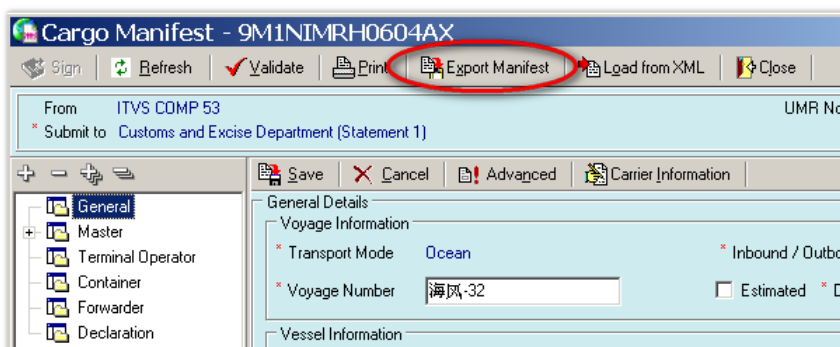 Cargo Manifest - 9M1NIMRH0604AX
Sign Refresh Validate Print Export Manifest Load from XML Close
From ITVS COMP 53 UMR No
* Submit to Customs and Excise Department (Statement 1)
Save Cancel Advanced Carrier Information
General
General Details
Master
Voyage Information
Terminal Operator
* Transport Mode Ocean * Inbound / Outbo
Container
* Voyage Number 海风-32 Estimated * D
Forwarder
Declaration
Vessel Information